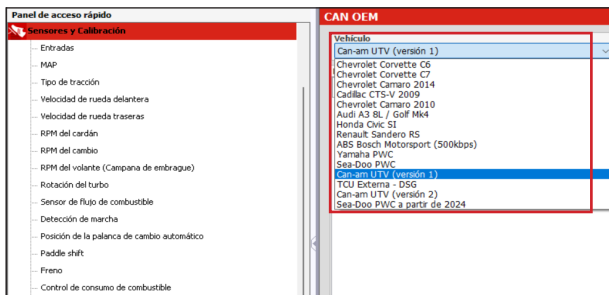 Panel de acceso rápido
Sensores y Calibración
Entradas
MAP
Tipo de tracción
Velocidad de rueda delantera
Velocidad de rueda traseras
RPM del cardán
RPM del cambio
RPM del volante (Campana de embrague)
Rotación del turbo
Sensor de flujo de combustible
Detección de marcha
Posición de la palanca de cambio automático
Paddle shift
Freno
Control de consumo de combustible
CAN OEM
Vehículo
Can-am UTV (versión 1)
Chevrolet Corvette C6
Chevrolet Corvette C7
Chevrolet Camaro 2014
Cadillac CTS-V 2009
Chevrolet Camaro 2010
Audi A3 8L / Golf Mk4
Honda Civic SI
Renault Sandero RS
ABS Bosch Motorsport (500kbps)
Yamaha PWC
Sea-Doo PWC
Can-am UTV (versión 1)
TCU Externa - DSG
Can-am UTV (versión 2)
Sea-Doo PWC a partir de 2024